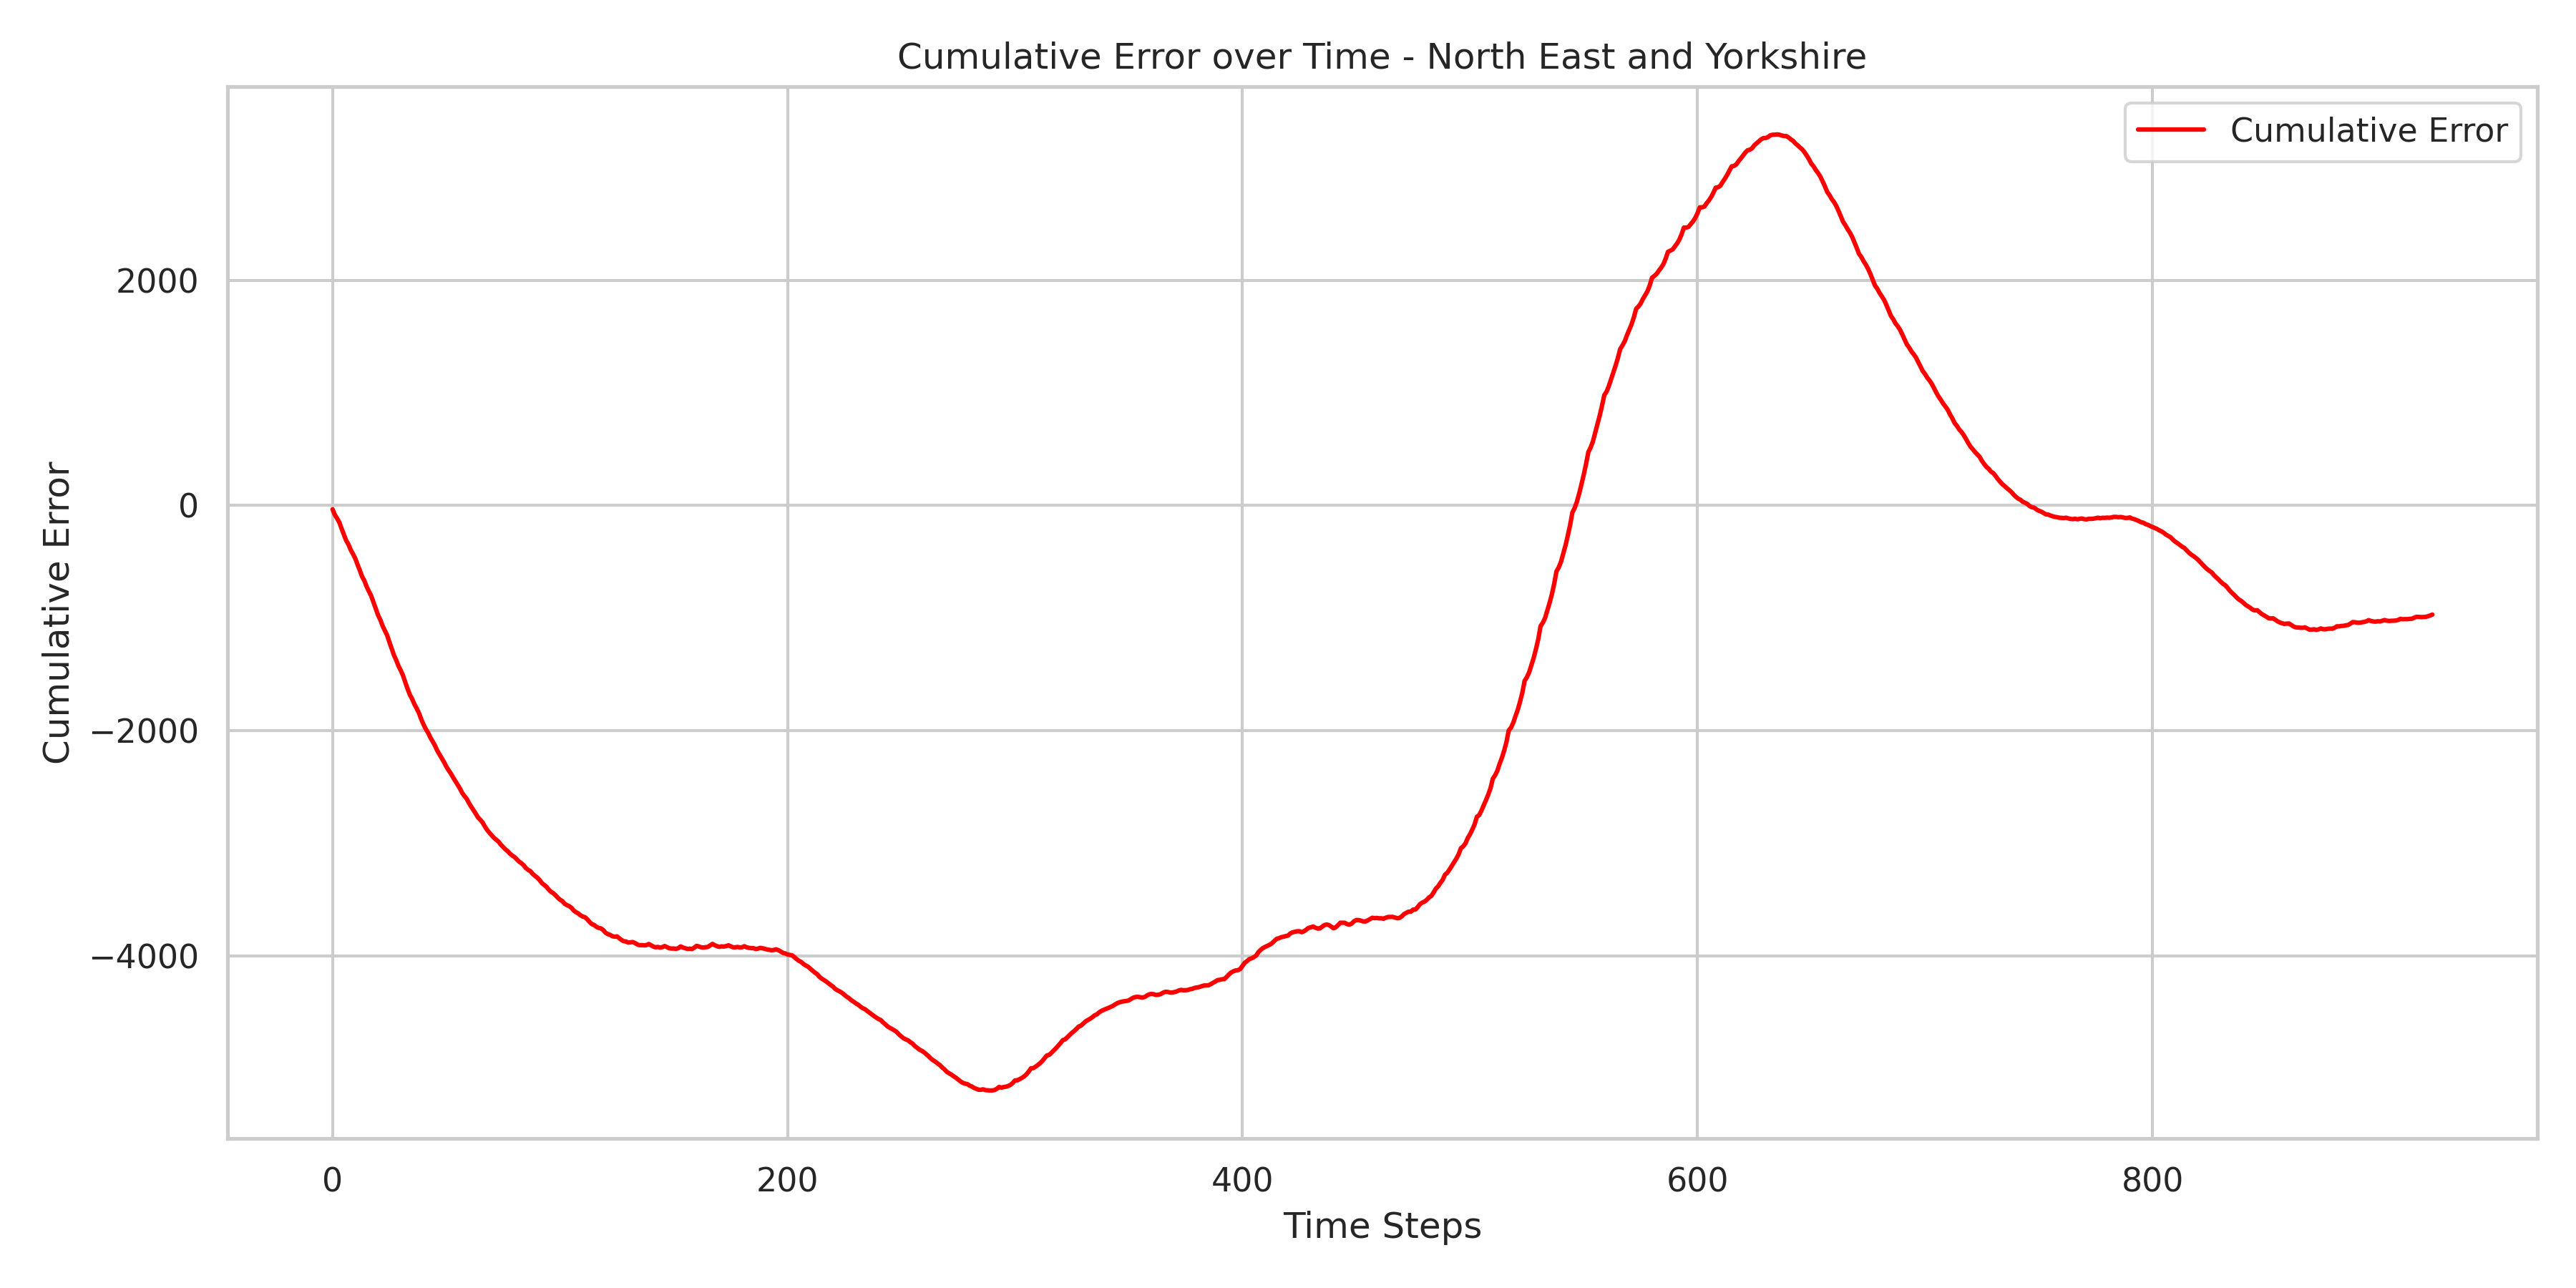 Cumulative Error over Time - North East and Yorkshire
Cumulative Error
Cumulative Error
2000
0
−2000
−4000
0 200 400 600 800
Time Steps